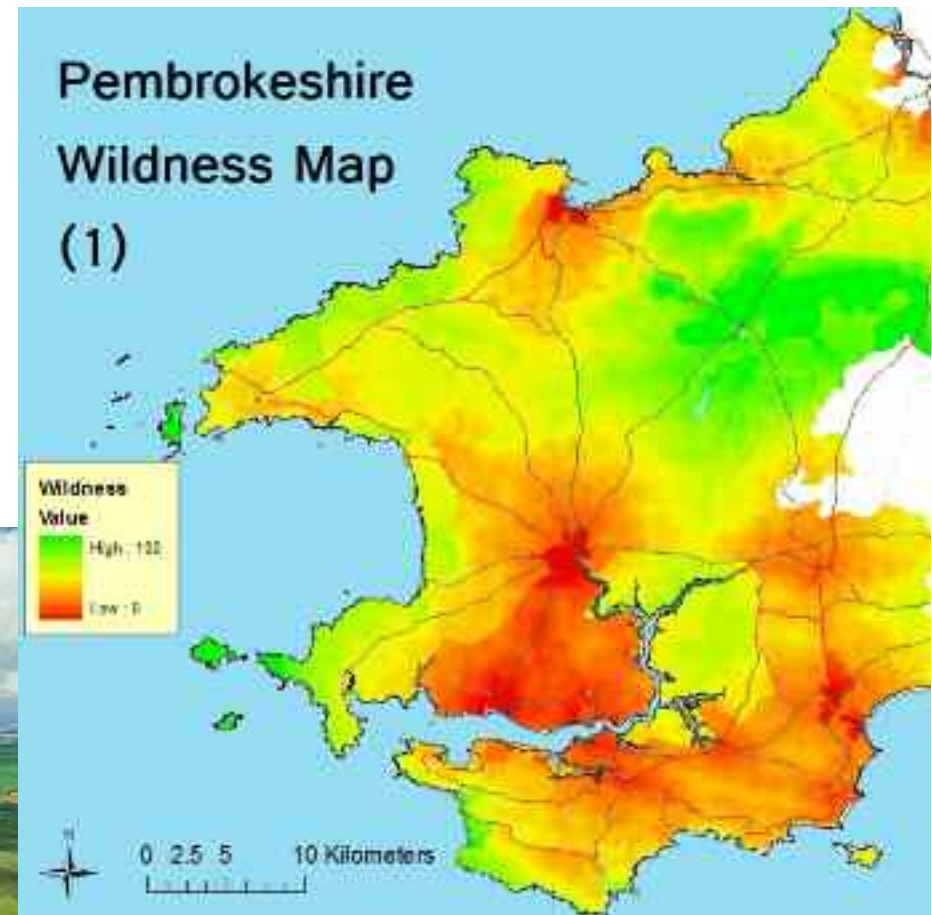 Pembrokeshire
Wildness Map
(1)
Wildness
Value
High : 100
Low : 0
N
0 2.5 5 10 Kilometers